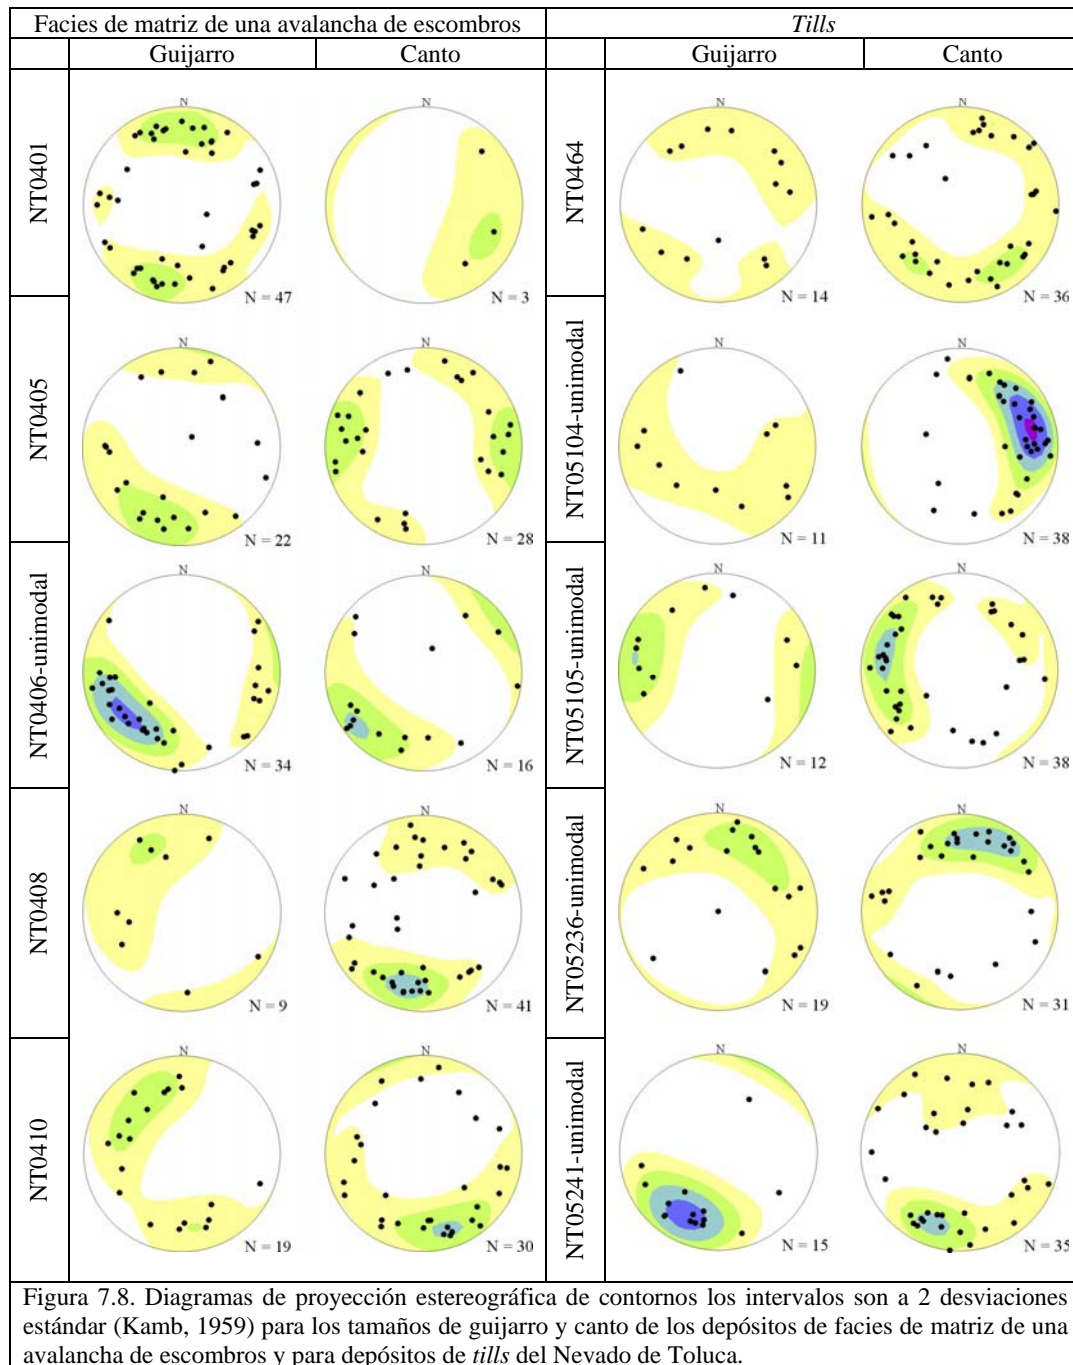 Facies de matriz de una avalancha de escombros
Tills
Guijarro
Canto
Guijarro
Canto
NT0401
N
N = 47
N
N = 3
NT0464
N
N = 14
N
N = 36
NT0405
N
N = 22
N
N = 28
NT05104-unimodal
N
N = 11
N
N = 38
NT0406-unimodal
N
N = 34
N
N = 16
NT05105-unimodal
N
N = 12
N
N = 38
NT0408
N
N = 9
N
N = 41
NT05236-unimodal
N
N = 19
N
N = 31
NT0410
N
N = 19
N
N = 30
NT05241-unimodal
N
N = 15
N
N = 35
Figura 7.8. Diagramas de proyección estereográfica de contornos los intervalos son a 2 desviaciones
estándar (Kamb, 1959) para los tamaños de guijarro y canto de los depósitos de facies de matriz de una
avalancha de escombros y para depósitos de tills del Nevado de Toluca.